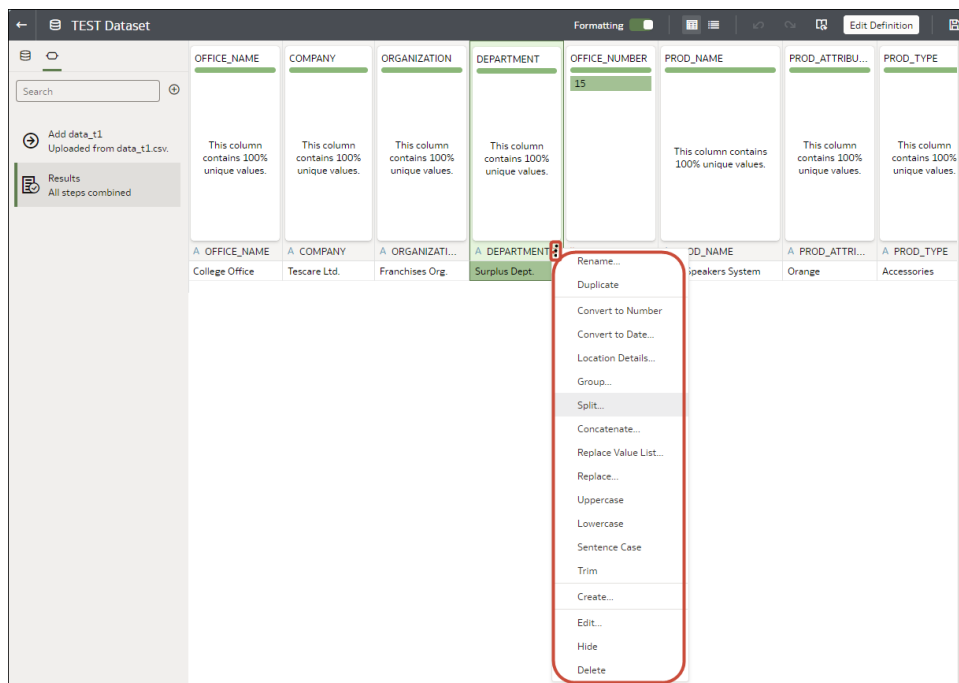 TEST Dataset
Formatting
Edit Definition
Search
Add data_t1
Uploaded from data_t1.csv.
Results
All steps combined
OFFICE_NAME COMPANY ORGANIZATION DEPARTMENT OFFICE_NUMBER PROD_NAME PROD_ATTRIBU... PROD_TYPE
15
This column
contains 100%
unique values.
This column
contains 100%
unique values.
This column
contains 100%
unique values.
This column
contains 100%
unique values.
This column contains
100% unique values.
This column
contains 100%
unique values.
This column
contains 100%
unique values.
A OFFICE_NAME A COMPANY A ORGANIZATI... A DEPARTMENT OD_NAME A PROD_ATTRI... A PROD_TYPE
College Office Tescare Ltd. Franchises Org. Surplus Dept. Speakers System Orange Accessories
Rename...
Duplicate
Convert to Number
Convert to Date...
Location Details...
Group...
Split...
Concatenate...
Replace Value List...
Replace...
Uppercase
Lowercase
Sentence Case
Trim
Create...
Edit...
Hide
Delete